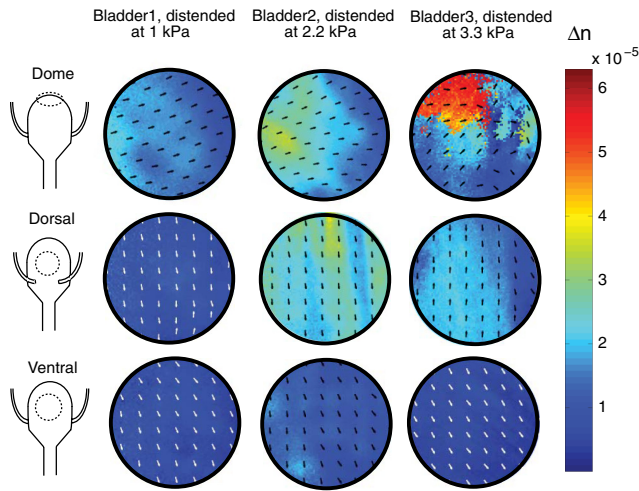 Bladder1, distended
at 1 kPa
Bladder2, distended
at 2.2 kPa
Bladder3, distended
at 3.3 kPa
Δn
x 10⁻⁵
Dome
Dorsal
Ventral
6
5
4
3
2
1